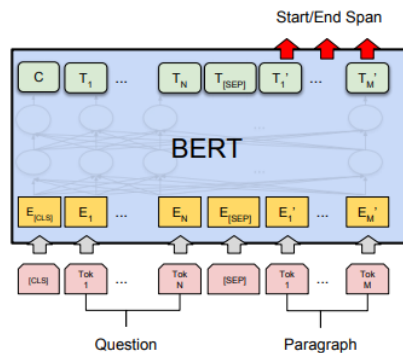 Start/End Span
C T1 ... TN T[SEP] T1' ... TM'
BERT
E[CLS] E1 ... EN E[SEP] E1' ... EM'
[CLS] Tok 1 ... Tok N [SEP] Tok 1 ... Tok M
Question Paragraph